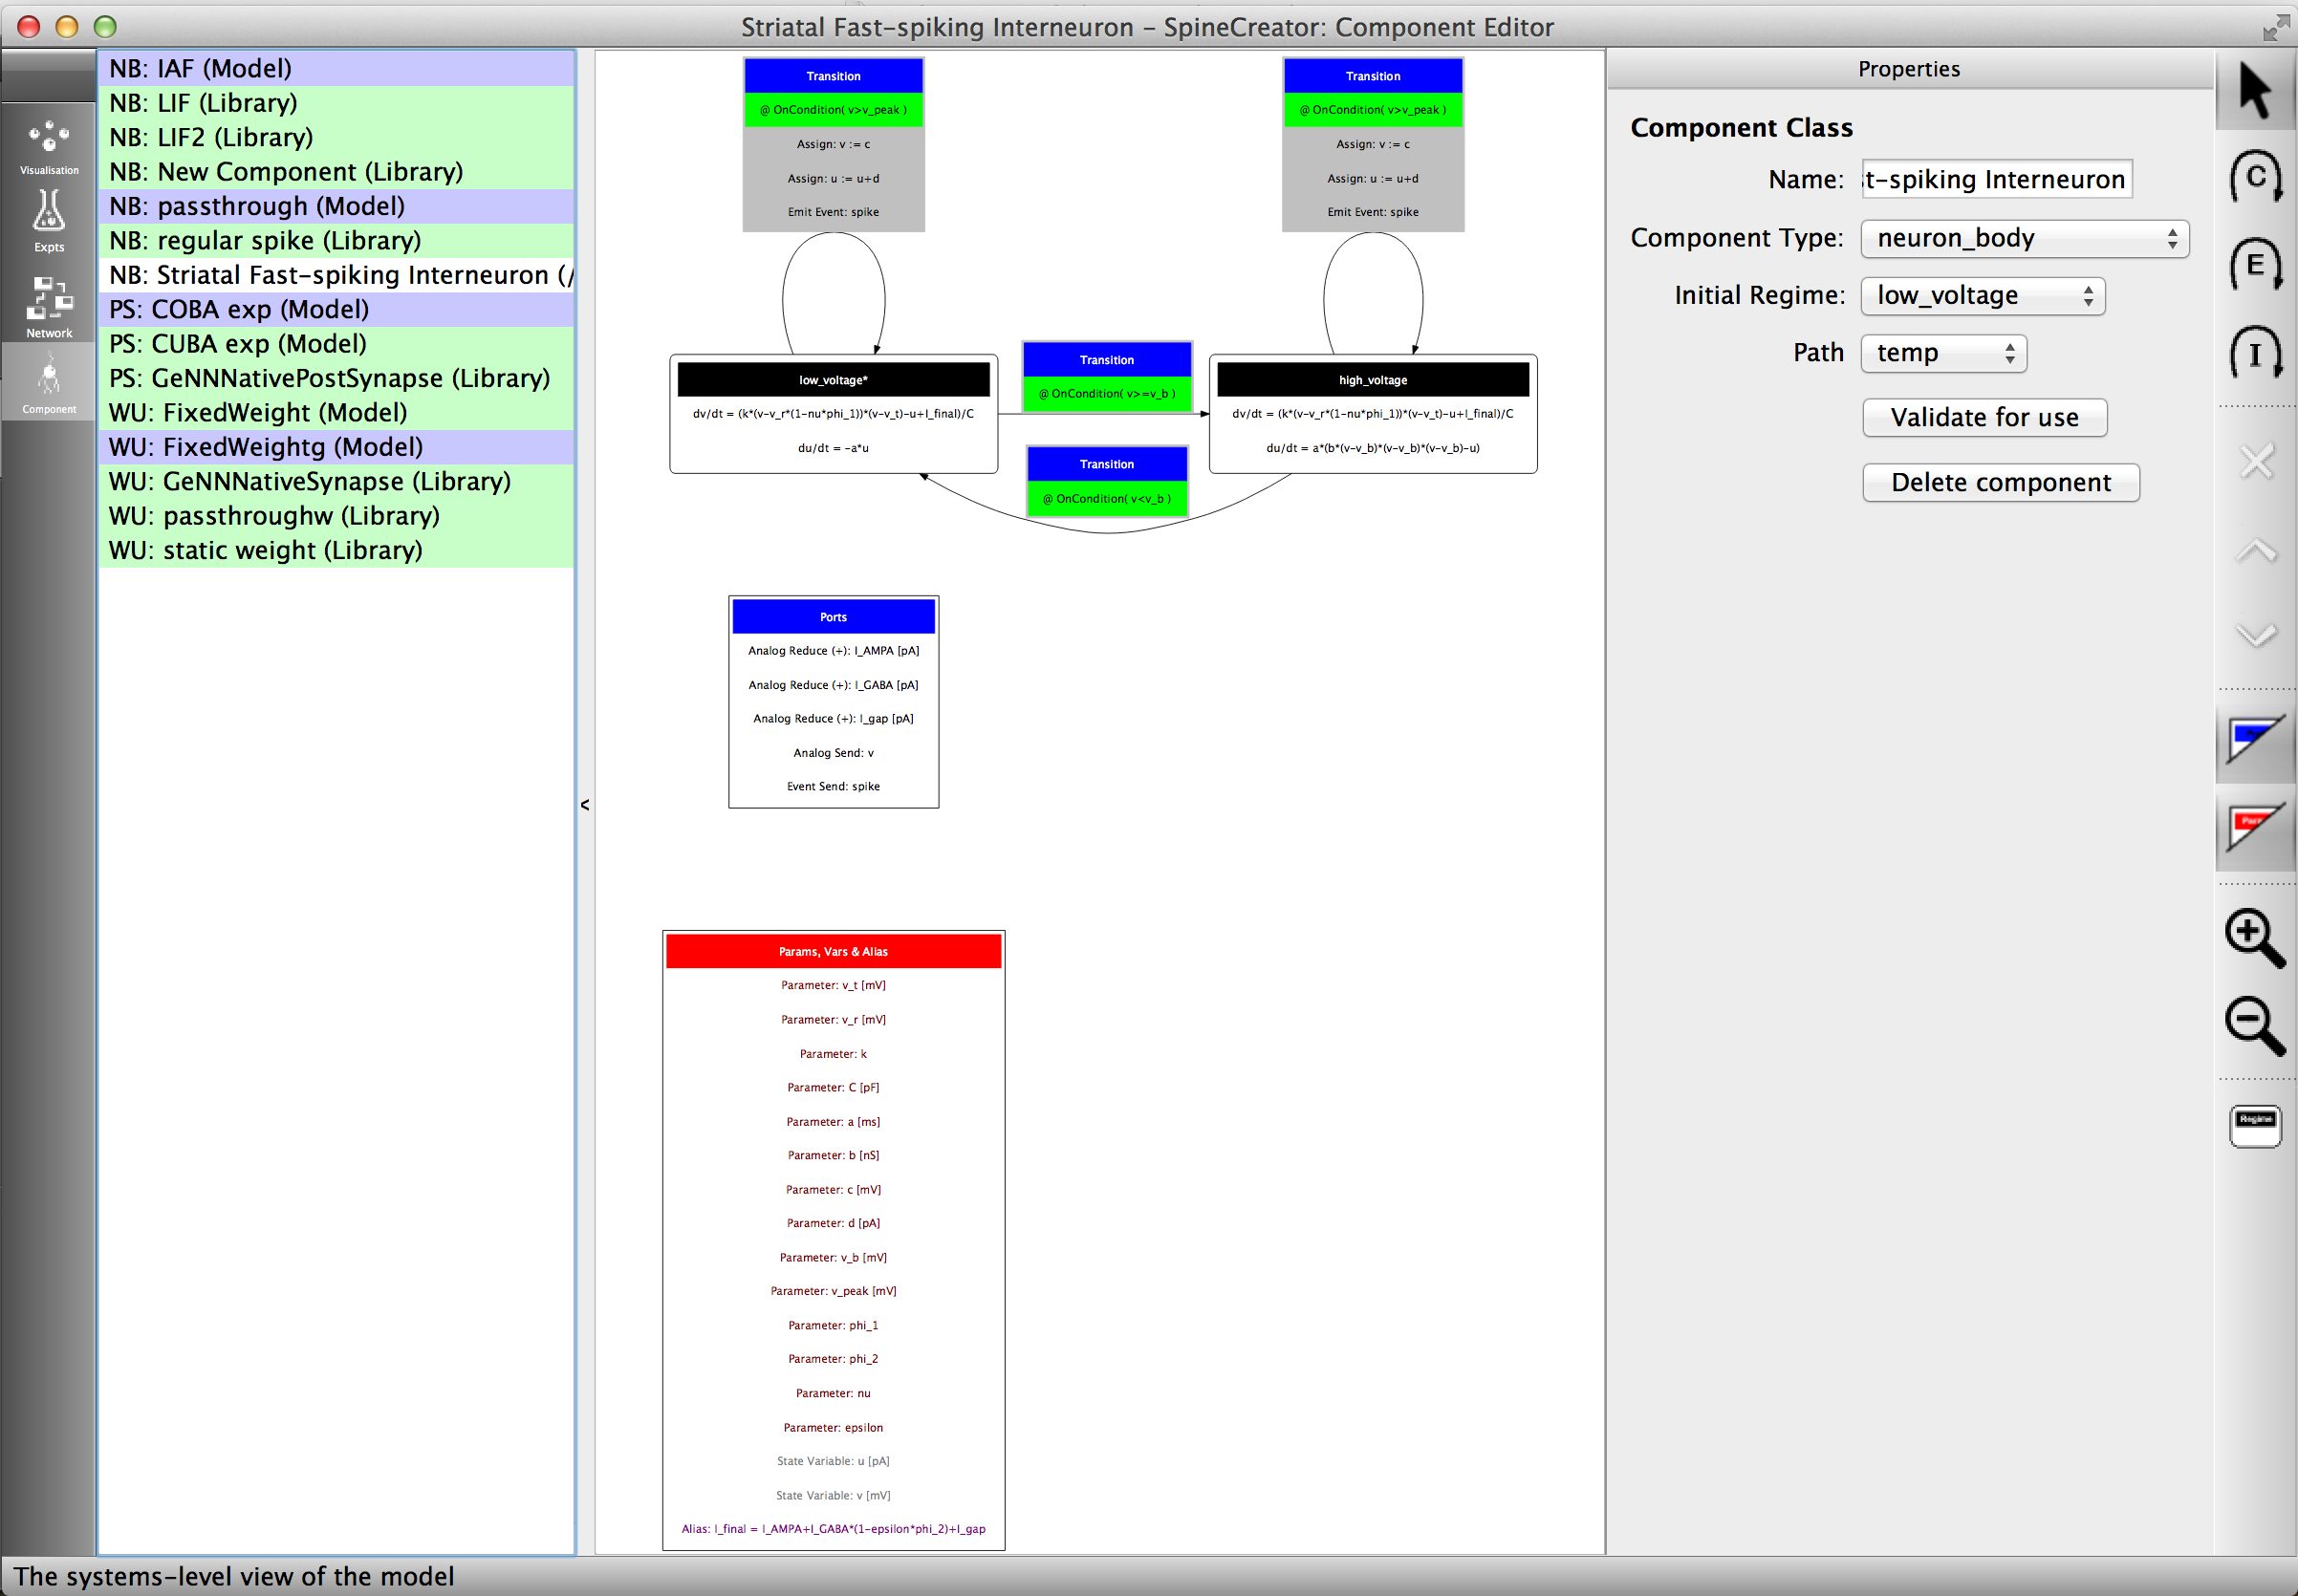 Striatal Fast-spiking Interneuron – SpineCreator: Component Editor
Visualisation
Expts
Network
Component
NB: IAF (Model)
NB: LIF (Library)
NB: LIF2 (Library)
NB: New Component (Library)
NB: passthrough (Model)
NB: regular spike (Library)
NB: Striatal Fast-spiking Interneuron (/
PS: COBA exp (Model)
PS: CUBA exp (Model)
PS: GeNNNativePostSynapse (Library)
WU: FixedWeight (Model)
WU: FixedWeightg (Model)
WU: GeNNNativeSynapse (Library)
WU: passthroughw (Library)
WU: static weight (Library)
<
Transition
@ OnCondition( v>v_peak )
Assign: v := c
Assign: u := u+d
Emit Event: spike
Transition
@ OnCondition( v>v_peak )
Assign: v := c
Assign: u := u+d
Emit Event: spike
low_voltage*
dv/dt = (k*(v-v_r*(1-nu*phi_1))*(v-v_t)-u+I_final)/C
du/dt = -a*u
Transition
@ OnCondition( v>=v_b )
Transition
@ OnCondition( v<v_b )
high_voltage
dv/dt = (k*(v-v_r*(1-nu*phi_1))*(v-v_t)-u+I_final)/C
du/dt = a*(b*(v-v_b)*(v-v_b)*(v-v_b)-u)
Ports
Analog Reduce (+): I_AMPA [pA]
Analog Reduce (+): I_GABA [pA]
Analog Reduce (+): I_gap [pA]
Analog Send: v
Event Send: spike
Params, Vars & Alias
Parameter: v_t [mV]
Parameter: v_r [mV]
Parameter: k
Parameter: C [pF]
Parameter: a [ms]
Parameter: b [nS]
Parameter: c [mV]
Parameter: d [pA]
Parameter: v_b [mV]
Parameter: v_peak [mV]
Parameter: phi_1
Parameter: phi_2
Parameter: nu
Parameter: epsilon
State Variable: u [pA]
State Variable: v [mV]
Alias: I_final = I_AMPA+I_GABA*(1-epsilon*phi_2)+I_gap
Properties
Component Class
Name: t-spiking Interneuron
Component Type: neuron_body
Initial Regime: low_voltage
Path temp
Validate for use
Delete component
C
E
I
Regime
The systems-level view of the model